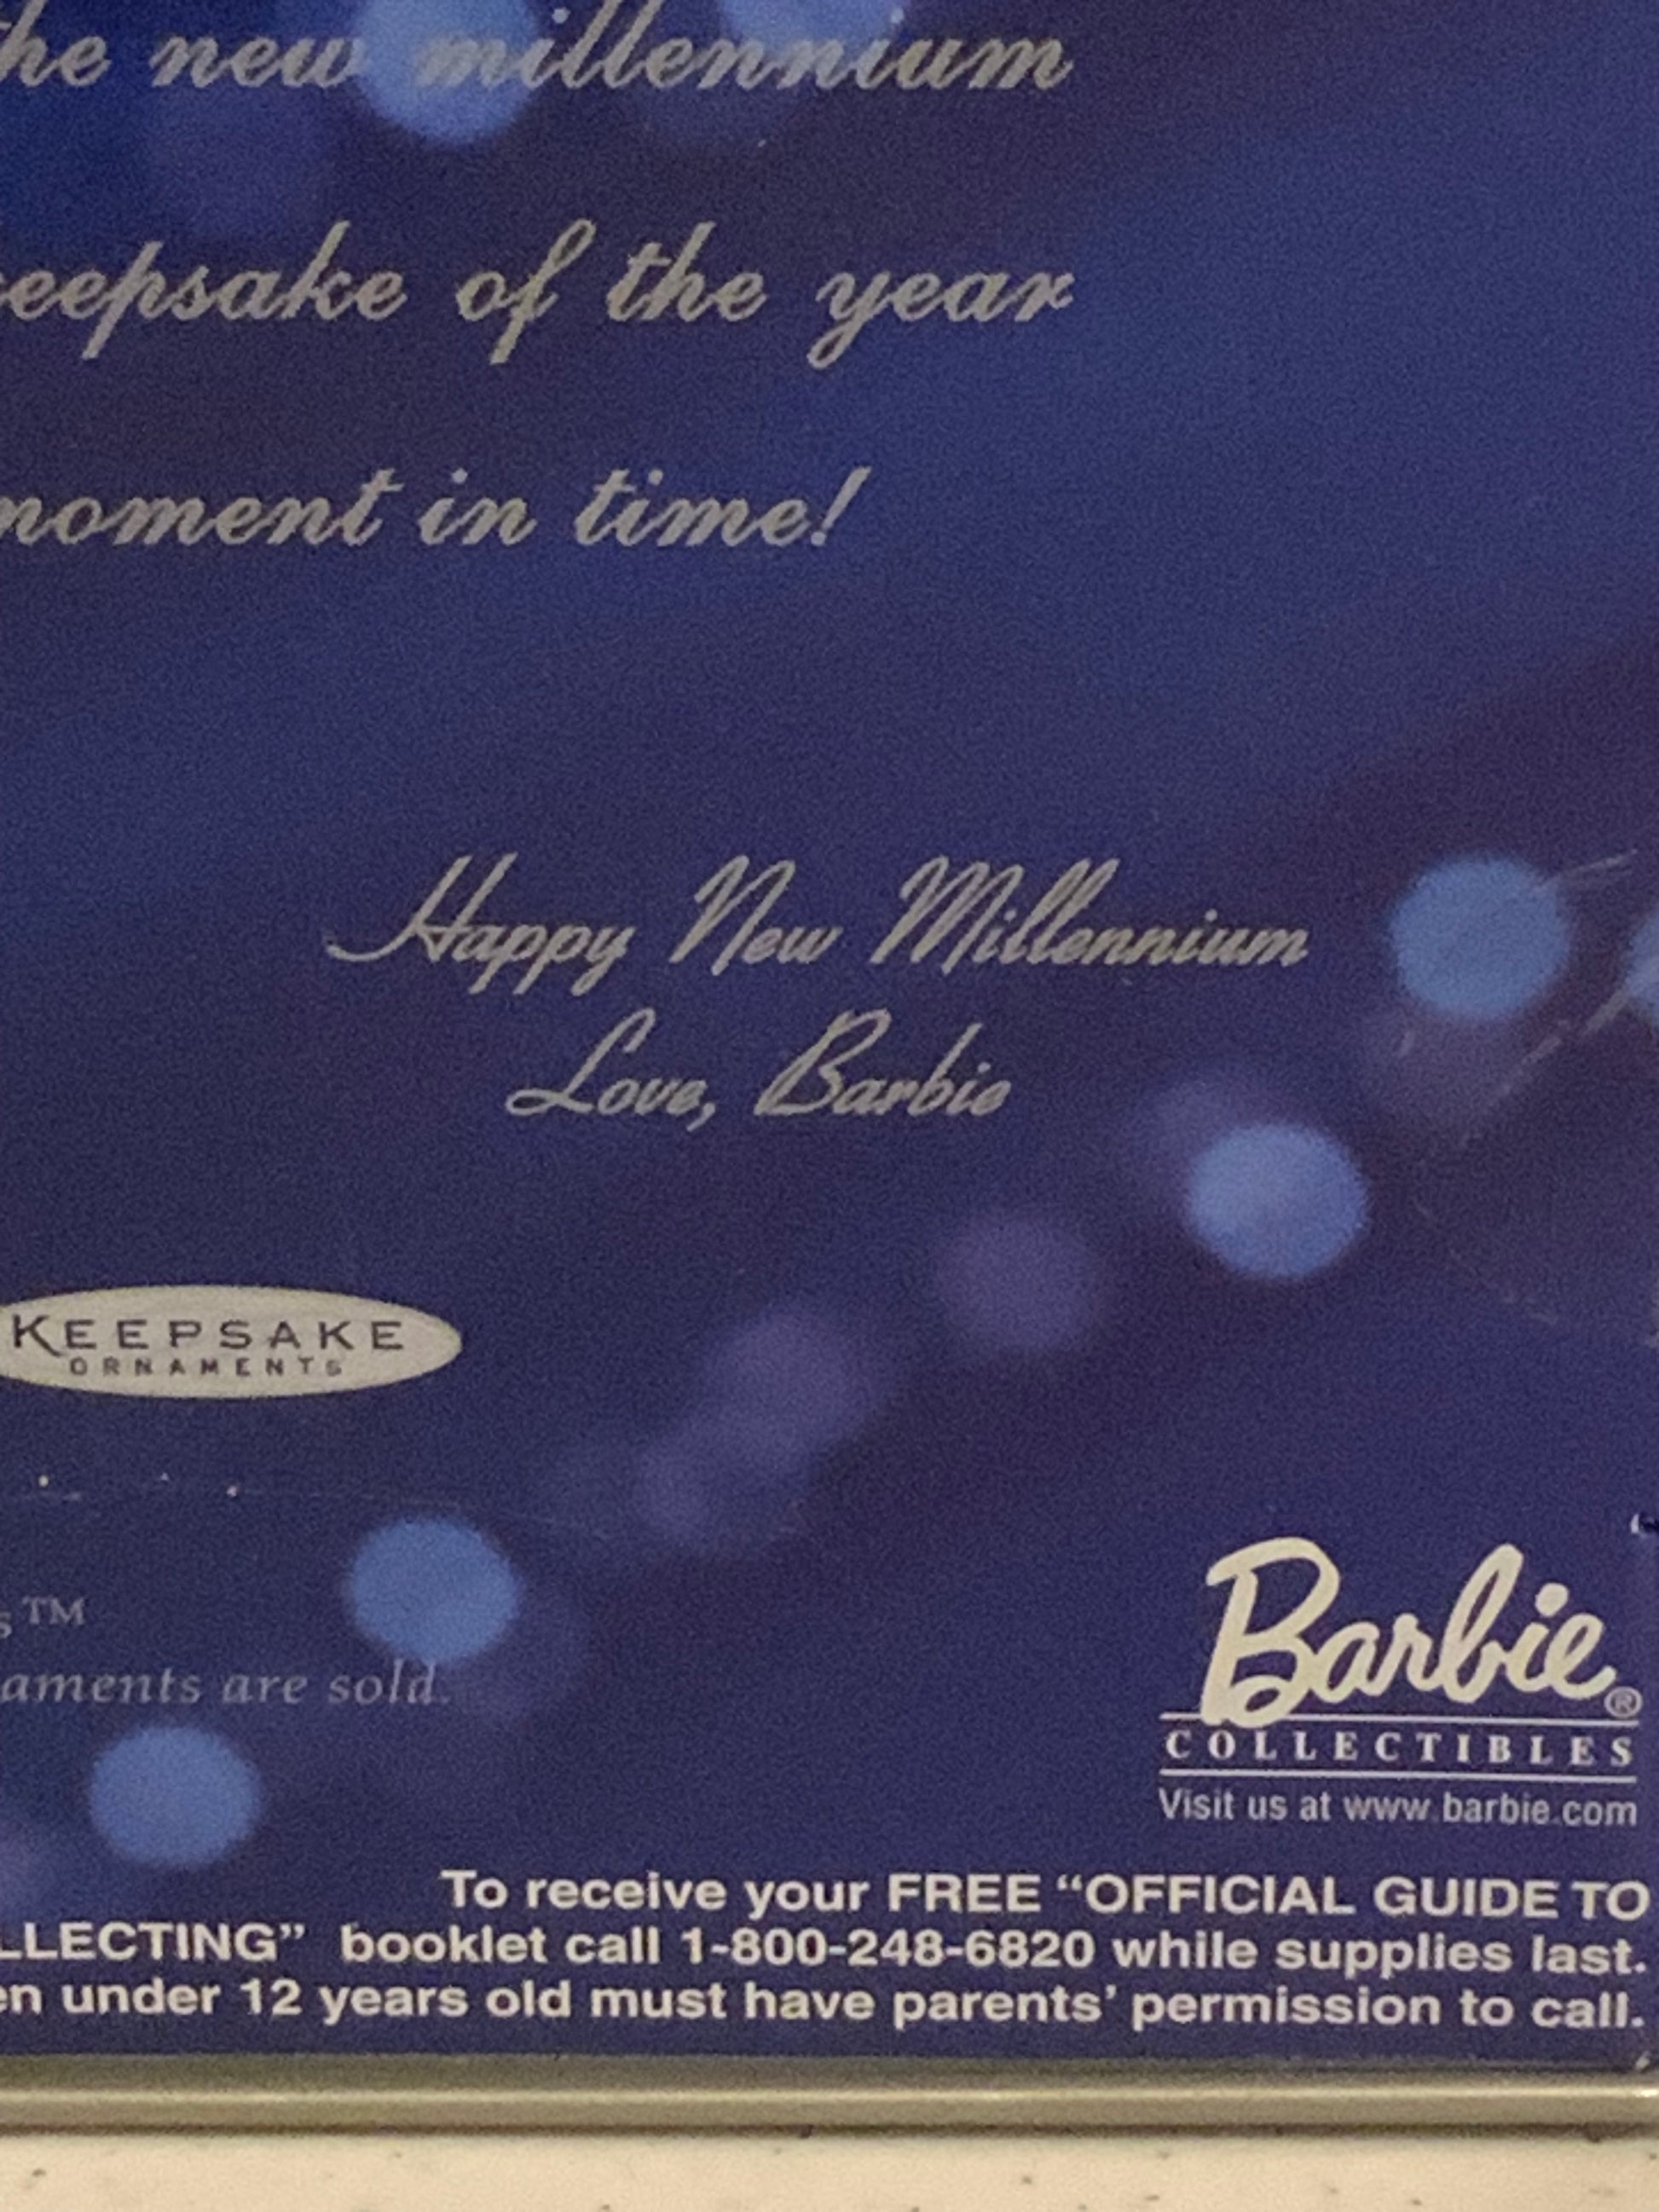 the new millennium
keepsake of the year
moment in time!
Happy New Millennium
Love, Barbie
KEEPSAKE
ORNAMENTS
s™
aments are sold.
Barbie®
COLLECTIBLES
Visit us at www.barbie.com
To receive your FREE “OFFICIAL GUIDE TO
LLECTING” booklet call 1-800-248-6820 while supplies last.
en under 12 years old must have parents’ permission to call.